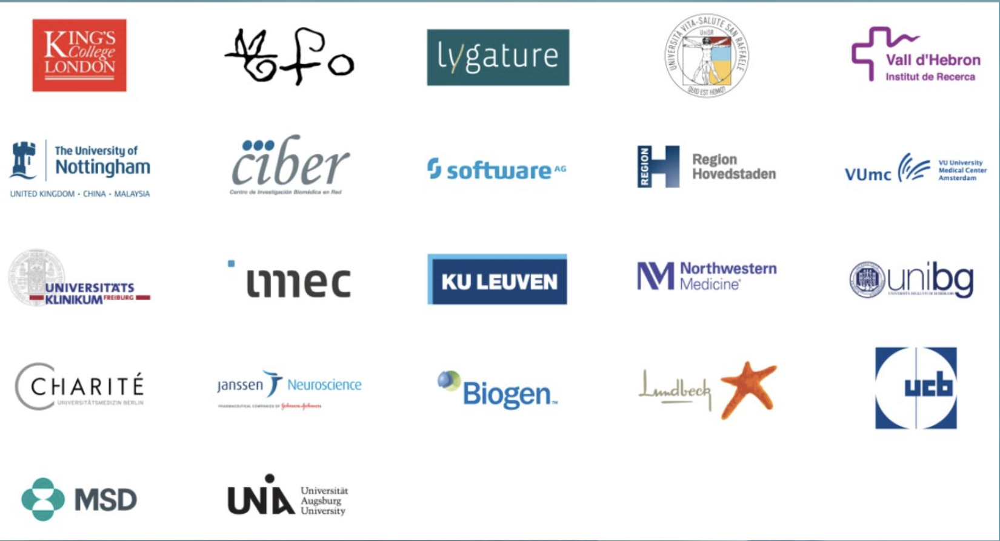 KING'S
College
LONDON
lygature
UNIVERSITÀ VITA-SALUTE SAN RAFFAELE
UniSR
QUID EST HOMO?
Vall d'Hebron
Institut de Recerca
The University of
Nottingham
UNITED KINGDOM · CHINA · MALAYSIA
ciber
Centro de Investigación Biomédica en Red
software AG
REGION
H
Region
Hovedstaden
VUmc
VU University
Medical Center
Amsterdam
UNIVERSITÄTS
KLINIKUM FREIBURG
imec
KU LEUVEN
NM Northwestern
Medicine®
unibg
UNIVERSITÀ DEGLI STUDI DI BERGAMO
CHARITÉ
UNIVERSITÄTSMEDIZIN BERLIN
janssen Neuroscience
PHARMACEUTICAL COMPANIES OF Johnson & Johnson
Biogen™
Lundbeck
ucb
MSD
UNIA
Universität
Augsburg
University